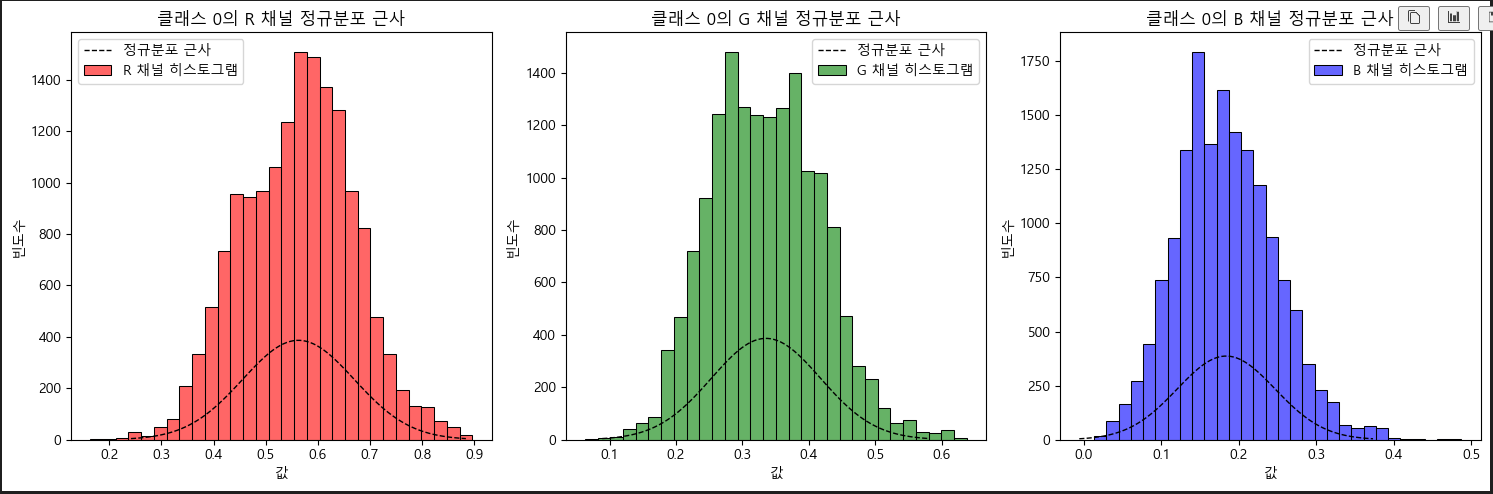 클래스 0의 R 채널 정규분포 근사
정규분포 근사
R 채널 히스토그램
1400
1200
1000
800
600
400
200
0
빈도수
0.2 0.3 0.4 0.5 0.6 0.7 0.8 0.9
값
클래스 0의 G 채널 정규분포 근사
정규분포 근사
G 채널 히스토그램
1400
1200
1000
800
600
400
200
0
빈도수
0.1 0.2 0.3 0.4 0.5 0.6
값
클래스 0의 B 채널 정규분포 근사
정규분포 근사
B 채널 히스토그램
1750
1500
1250
1000
750
500
250
0
빈도수
0.0 0.1 0.2 0.3 0.4 0.5
값